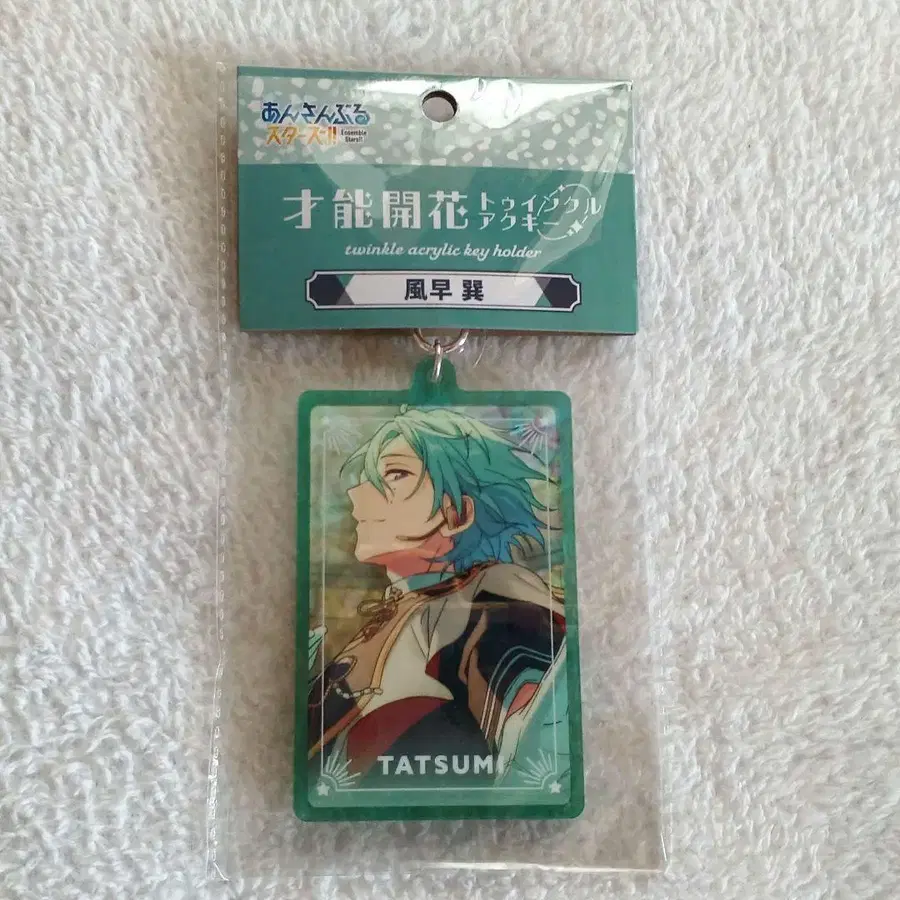 あんさんぶる
スターズ!!
Ensemble
Stars!!
才能開花
トゥインクル
アクキー
twinkle acrylic key holder
風早 巽
TATSUMI